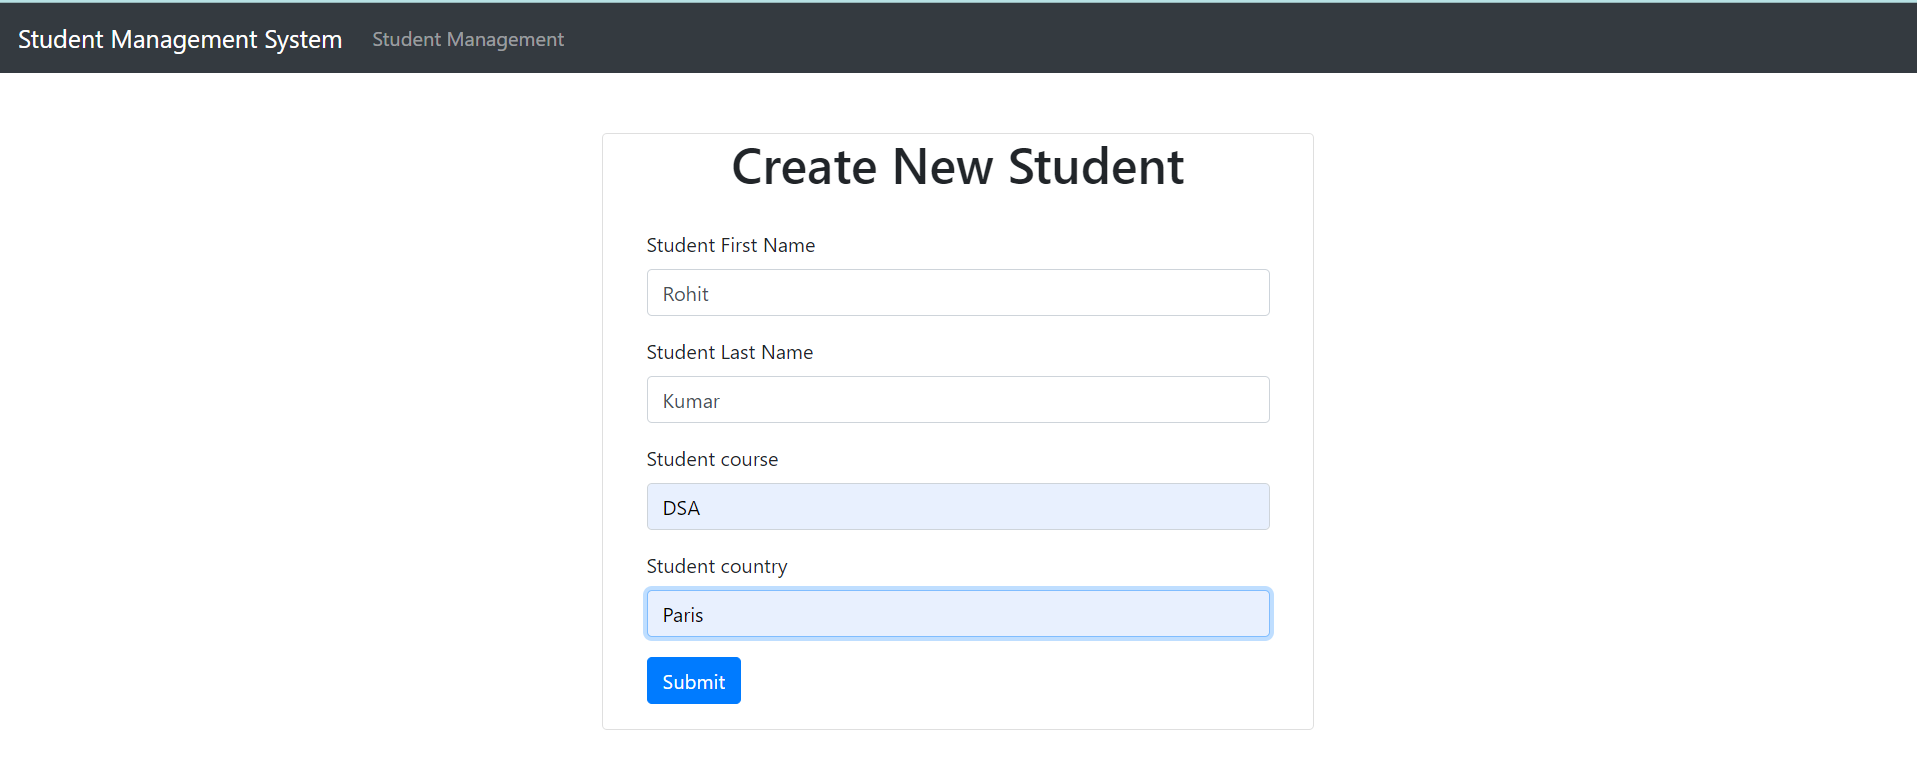 Student Management System Student Management
Create New Student
Student First Name
Rohit
Student Last Name
Kumar
Student course
DSA
Student country
Paris
Submit